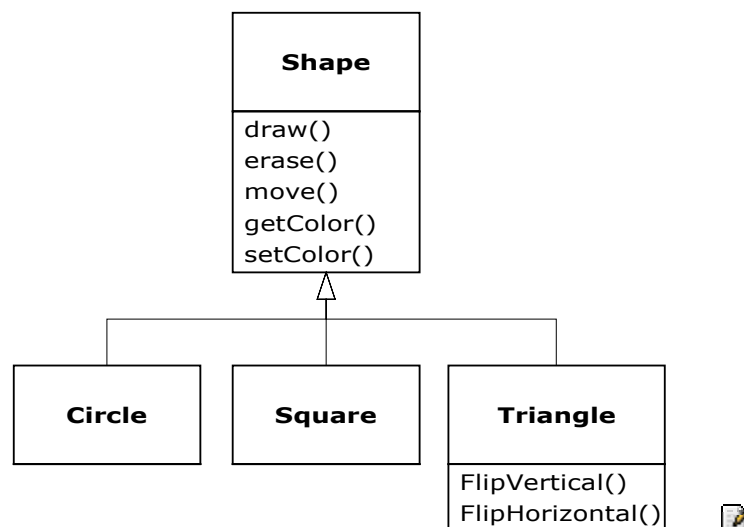 Shape
draw()
erase()
move()
getColor()
setColor()
Circle
Square
Triangle
FlipVertical()
FlipHorizontal()